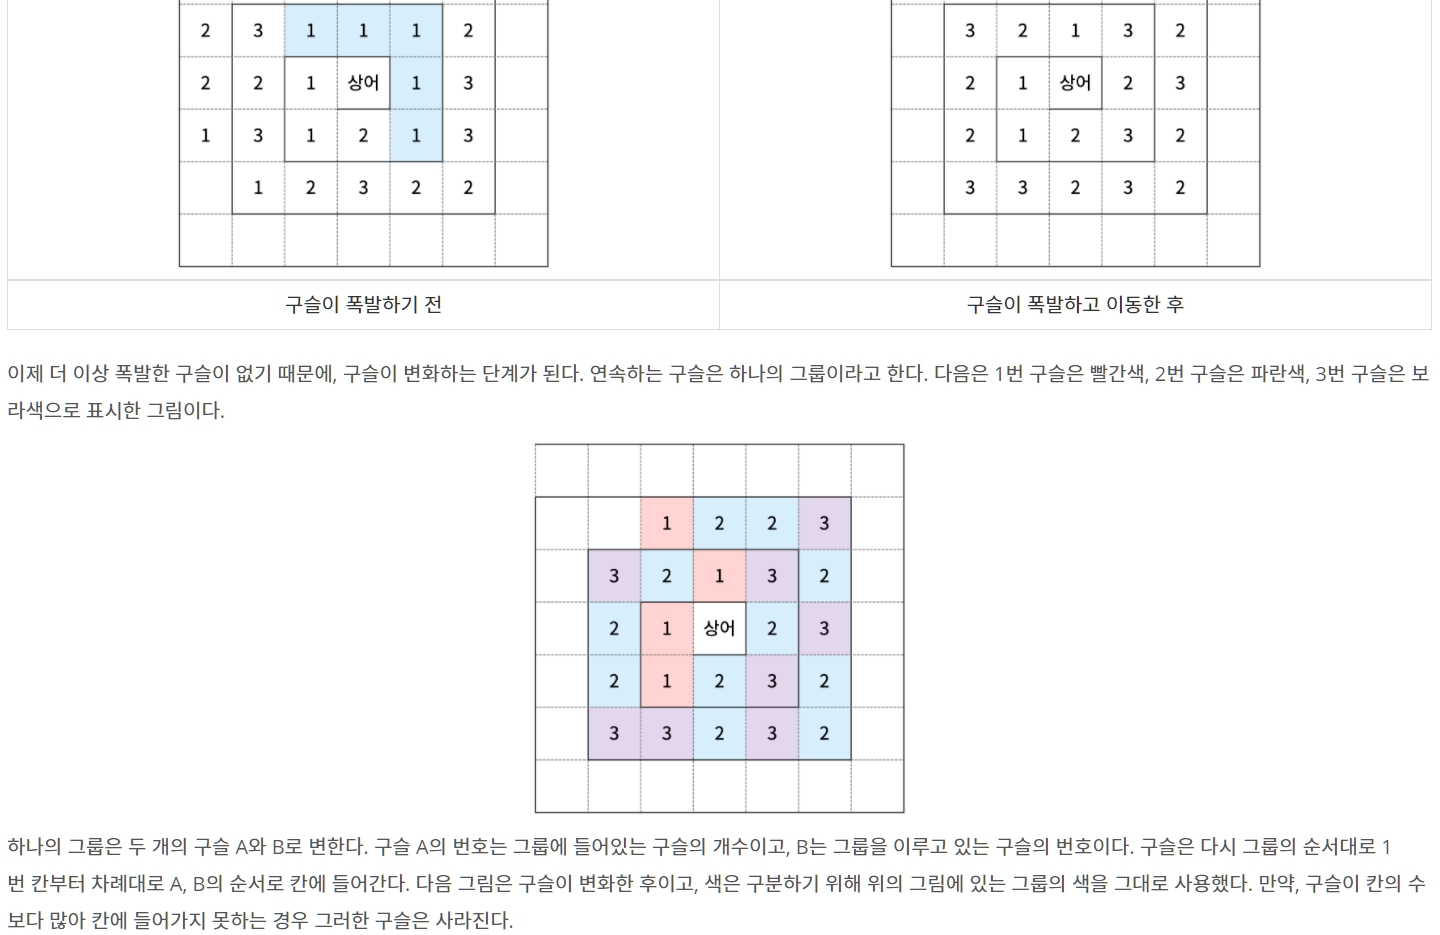 2 3 1 1 1 2
2 2 1 상어 1 3
1 3 1 2 1 3
1 2 3 2 2
3 2 1 3 2
2 1 상어 2 3
2 1 2 3 2
3 3 2 3 2
구슬이 폭발하기 전
구슬이 폭발하고 이동한 후
이제 더 이상 폭발한 구슬이 없기 때문에, 구슬이 변화하는 단계가 된다. 연속하는 구슬은 하나의 그룹이라고 한다. 다음은 1번 구슬은 빨간색, 2번 구슬은 파란색, 3번 구슬은 보
라색으로 표시한 그림이다.
1 2 2 3
3 2 1 3 2
2 1 상어 2 3
2 1 2 3 2
3 3 2 3 2
하나의 그룹은 두 개의 구슬 A와 B로 변한다. 구슬 A의 번호는 그룹에 들어있는 구슬의 개수이고, B는 그룹을 이루고 있는 구슬의 번호이다. 구슬은 다시 그룹의 순서대로 1
번 칸부터 차례대로 A, B의 순서로 칸에 들어간다. 다음 그림은 구슬이 변화한 후이고, 색은 구분하기 위해 위의 그림에 있는 그룹의 색을 그대로 사용했다. 만약, 구슬이 칸의 수
보다 많아 칸에 들어가지 못하는 경우 그러한 구슬은 사라진다.